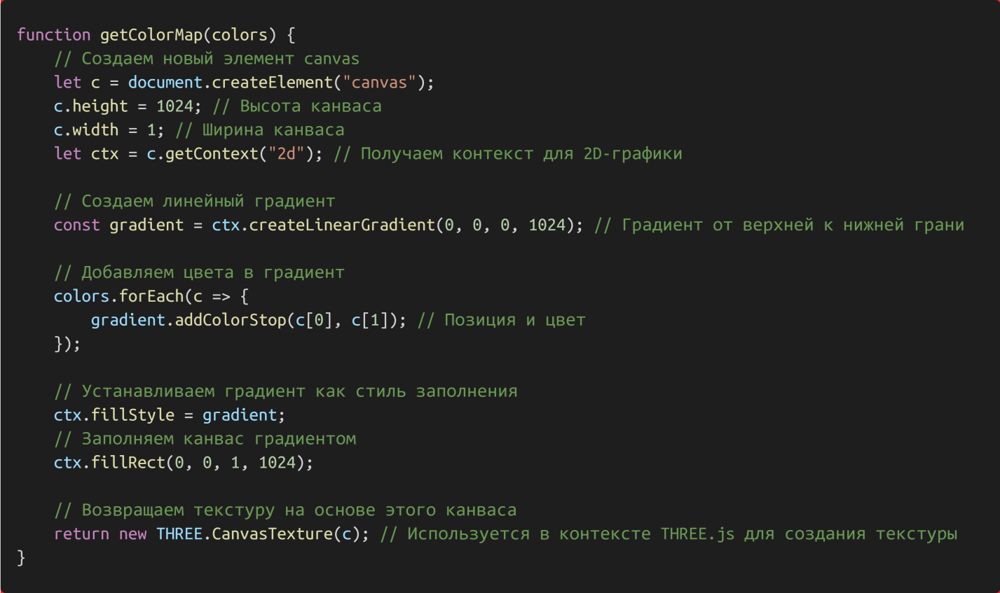 function getColorMap(colors) {
    // Создаем новый элемент canvas
    let c = document.createElement("canvas");
    c.height = 1024; // Высота канваса
    c.width = 1; // Ширина канваса
    let ctx = c.getContext("2d"); // Получаем контекст для 2D-графики

    // Создаем линейный градиент
    const gradient = ctx.createLinearGradient(0, 0, 0, 1024); // Градиент от верхней к нижней грани

    // Добавляем цвета в градиент
    colors.forEach(c => {
        gradient.addColorStop(c[0], c[1]); // Позиция и цвет
    });

    // Устанавливаем градиент как стиль заполнения
    ctx.fillStyle = gradient;
    // Заполняем канвас градиентом
    ctx.fillRect(0, 0, 1, 1024);

    // Возвращаем текстуру на основе этого канваса
    return new THREE.CanvasTexture(c); // Используется в контексте THREE.js для создания текстуры
}